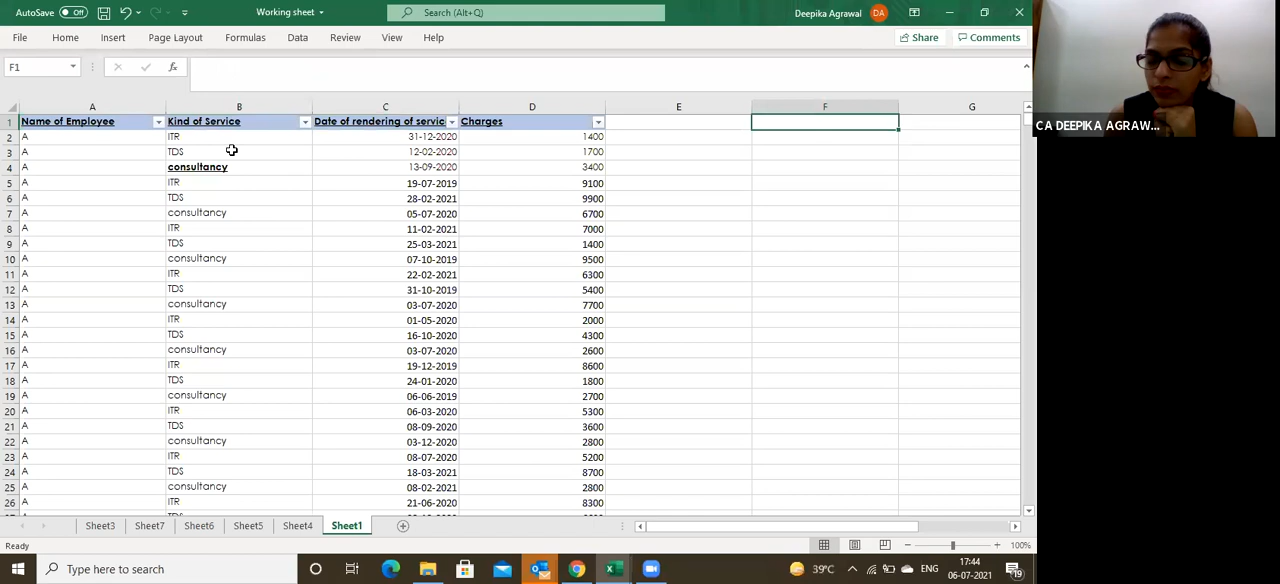 AutoSave Off Working sheet Search (Alt+Q) Deepika Agrawal DA
File Home Insert Page Layout Formulas Data Review View Help Share Comments
F1 fx
A B C D E F G
1 Name of Employee Kind of Service Date of rendering of servic Charges
2 A ITR 31-12-2020 1400
3 A TDS 12-02-2020 1700
4 A consultancy 13-09-2020 3400
5 A ITR 19-07-2019 9100
6 A TDS 28-02-2021 9900
7 A consultancy 05-07-2020 6700
8 A ITR 11-02-2021 7000
9 A TDS 25-03-2021 1400
10 A consultancy 07-10-2019 9500
11 A ITR 22-02-2021 6300
12 A TDS 31-10-2019 5400
13 A consultancy 03-07-2020 7700
14 A ITR 01-05-2020 2000
15 A TDS 16-10-2020 4300
16 A consultancy 03-07-2020 2600
17 A ITR 19-12-2019 8600
18 A TDS 24-01-2020 1800
19 A consultancy 06-06-2019 2700
20 A ITR 06-03-2020 5300
21 A TDS 08-09-2020 3600
22 A consultancy 03-12-2020 2800
23 A ITR 08-07-2020 5200
24 A TDS 18-03-2021 8700
25 A consultancy 08-02-2021 2800
26 A ITR 21-06-2020 8300
Sheet3 Sheet7 Sheet6 Sheet5 Sheet4 Sheet1
Ready 100%
Type here to search 39°C ENG 17:44
06-07-2021 19
CA DEEPIKA AGRAW...